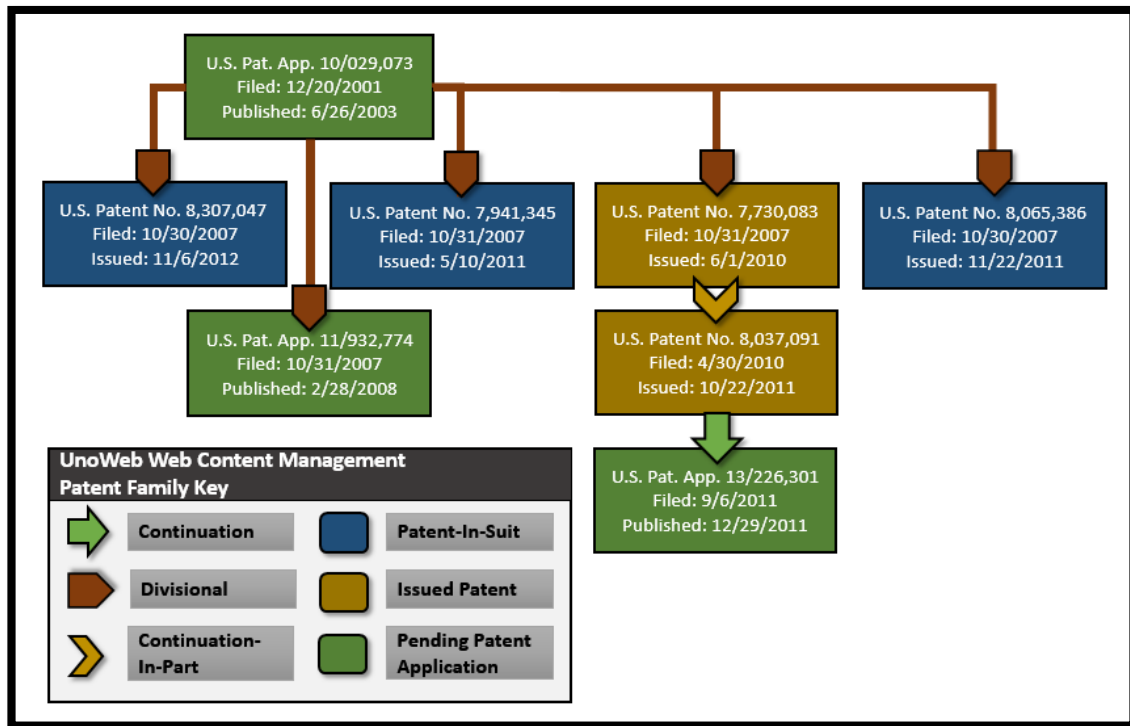 U.S. Pat. App. 10/029,073
Filed: 12/20/2001
Published: 6/26/2003
U.S. Patent No. 8,307,047
Filed: 10/30/2007
Issued: 11/6/2012
U.S. Patent No. 7,941,345
Filed: 10/31/2007
Issued: 5/10/2011
U.S. Patent No. 7,730,083
Filed: 10/31/2007
Issued: 6/1/2010
U.S. Patent No. 8,065,386
Filed: 10/30/2007
Issued: 11/22/2011
U.S. Pat. App. 11/932,774
Filed: 10/31/2007
Published: 2/28/2008
U.S. Patent No. 8,037,091
Filed: 4/30/2010
Issued: 10/22/2011
U.S. Pat. App. 13/226,301
Filed: 9/6/2011
Published: 12/29/2011
UnoWeb Web Content Management
Patent Family Key
Continuation
Patent-In-Suit
Divisional
Issued Patent
Continuation-
In-Part
Pending Patent
Application